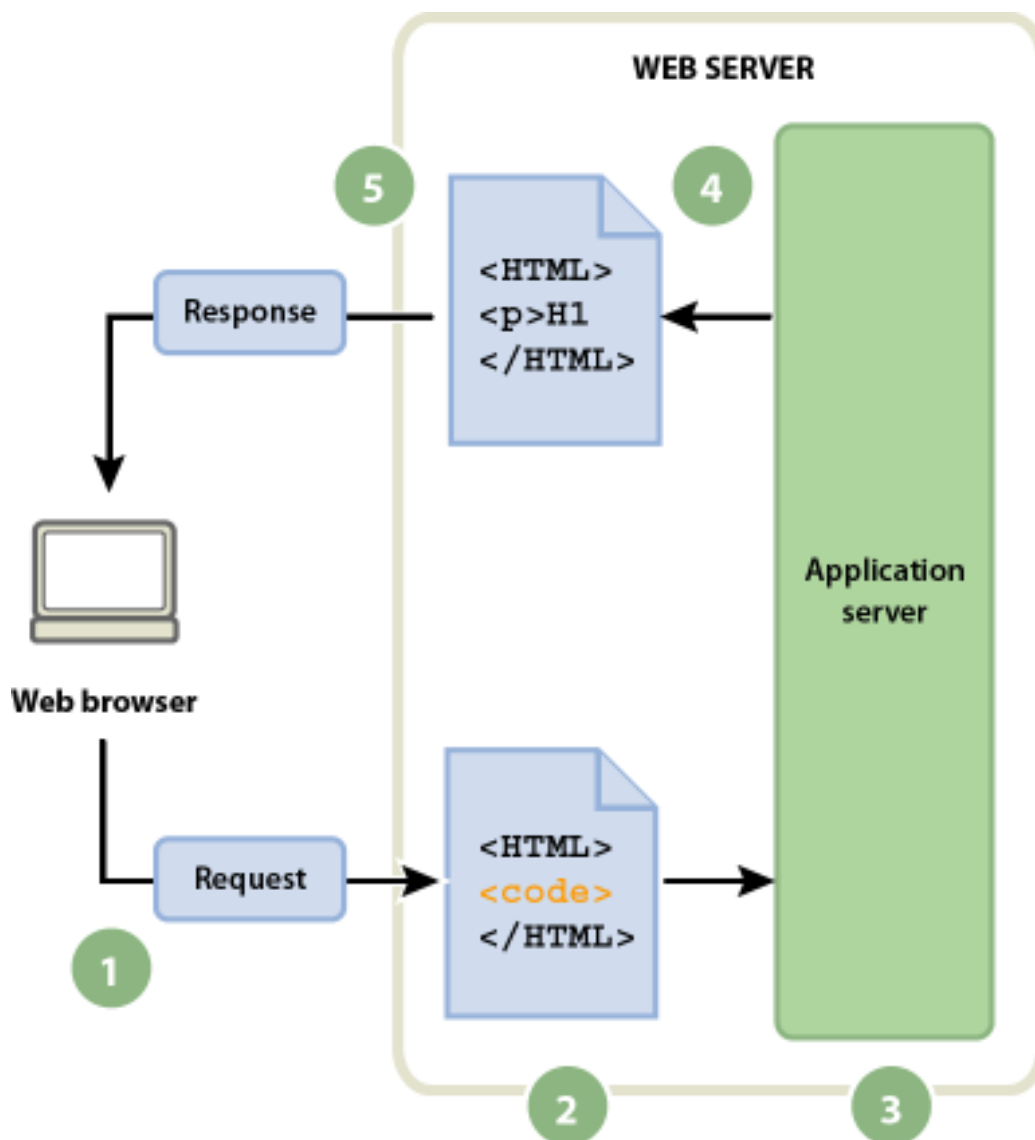 WEB SERVER
5
4
<HTML>
<p>H1
</HTML>
Response
Application
server
Web browser
<HTML>
<code>
</HTML>
Request
1
2
3